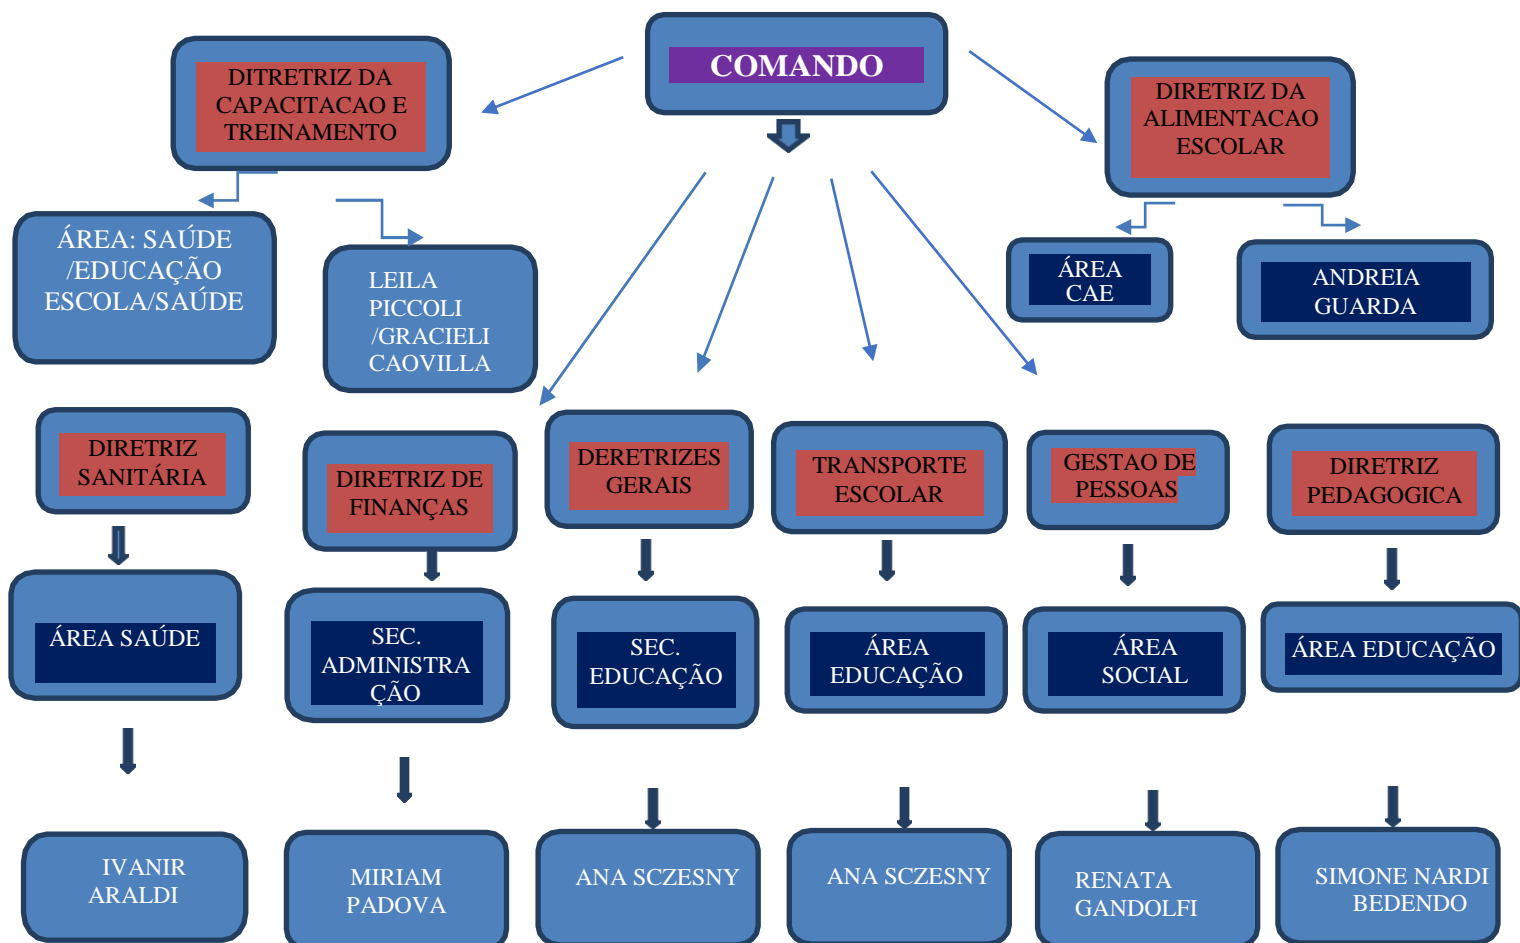 COMANDO
DITRETRIZ DA
CAPACITACAO E
TREINAMENTO
DIRETRIZ DA
ALIMENTACAO
ESCOLAR
ÁREA: SAÚDE
/EDUCAÇÃO
ESCOLA/SAÚDE
LEILA
PICCOLI
/GRACIELI
CAOVILLA
ÁREA
CAE
ANDREIA
GUARDA
DIRETRIZ
SANITÁRIA
DIRETRIZ DE
FINANÇAS
DERETRIZES
GERAIS
TRANSPORTE
ESCOLAR
GESTAO DE
PESSOAS
DIRETRIZ
PEDAGOGICA
ÁREA SAÚDE
SEC.
ADMINISTRA
ÇÃO
SEC.
EDUCAÇÃO
ÁREA
EDUCAÇÃO
ÁREA
SOCIAL
ÁREA EDUCAÇÃO
IVANIR
ARALDI
MIRIAM
PADOVA
ANA SCZESNY
ANA SCZESNY
RENATA
GANDOLFI
SIMONE NARDI
BEDENDO